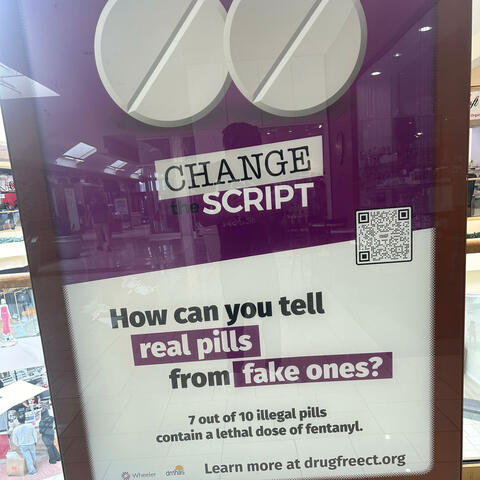 CHANGE
the SCRIPT
How can you tell
real pills
from fake ones?
7 out of 10 illegal pills
contain a lethal dose of fentanyl.
Wheeler
dmhas
Learn more at drugfreect.org